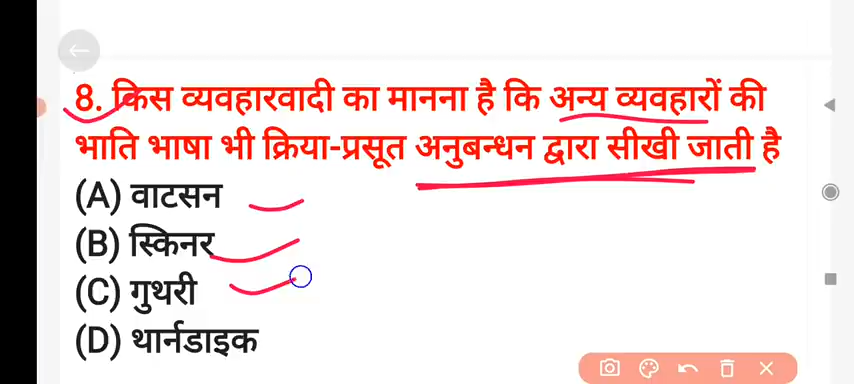 8. किस व्यवहारवादी का मानना है कि अन्य व्यवहारों की
भाति भाषा भी क्रिया-प्रसूत अनुबन्धन द्वारा सीखी जाती है
(A) वाटसन
(B) स्किनर
(C) गुथरी
(D) थार्नडाइक